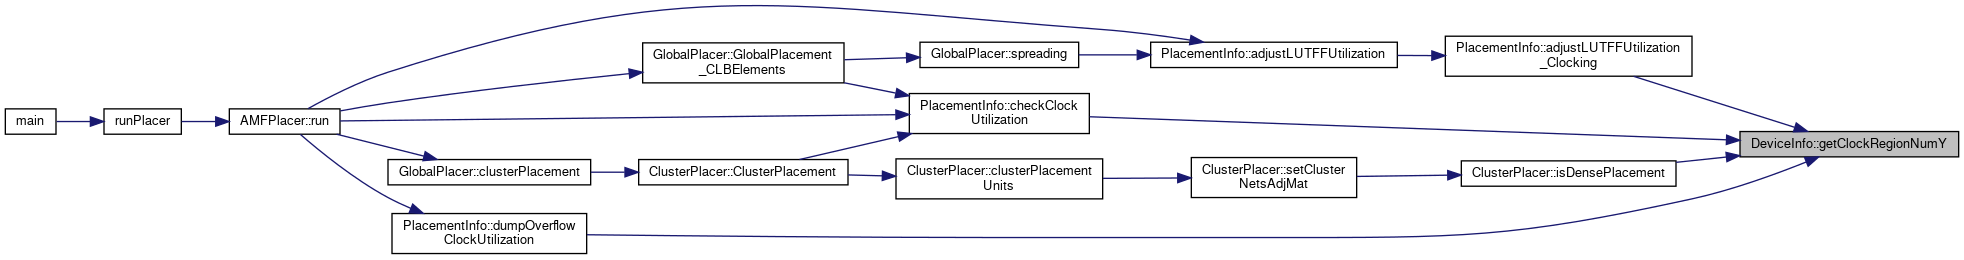 main
runPlacer
AMFPlacer::run
GlobalPlacer::GlobalPlacement
_CLBElements
GlobalPlacer::clusterPlacement
PlacementInfo::dumpOverflow
ClockUtilization
ClusterPlacer::ClusterPlacement
GlobalPlacer::spreading
PlacementInfo::checkClock
Utilization
ClusterPlacer::clusterPlacement
Units
PlacementInfo::adjustLUTFFUtilization
ClusterPlacer::setCluster
NetsAdjMat
PlacementInfo::adjustLUTFFUtilization
_Clocking
ClusterPlacer::isDensePlacement
DeviceInfo::getClockRegionNumY